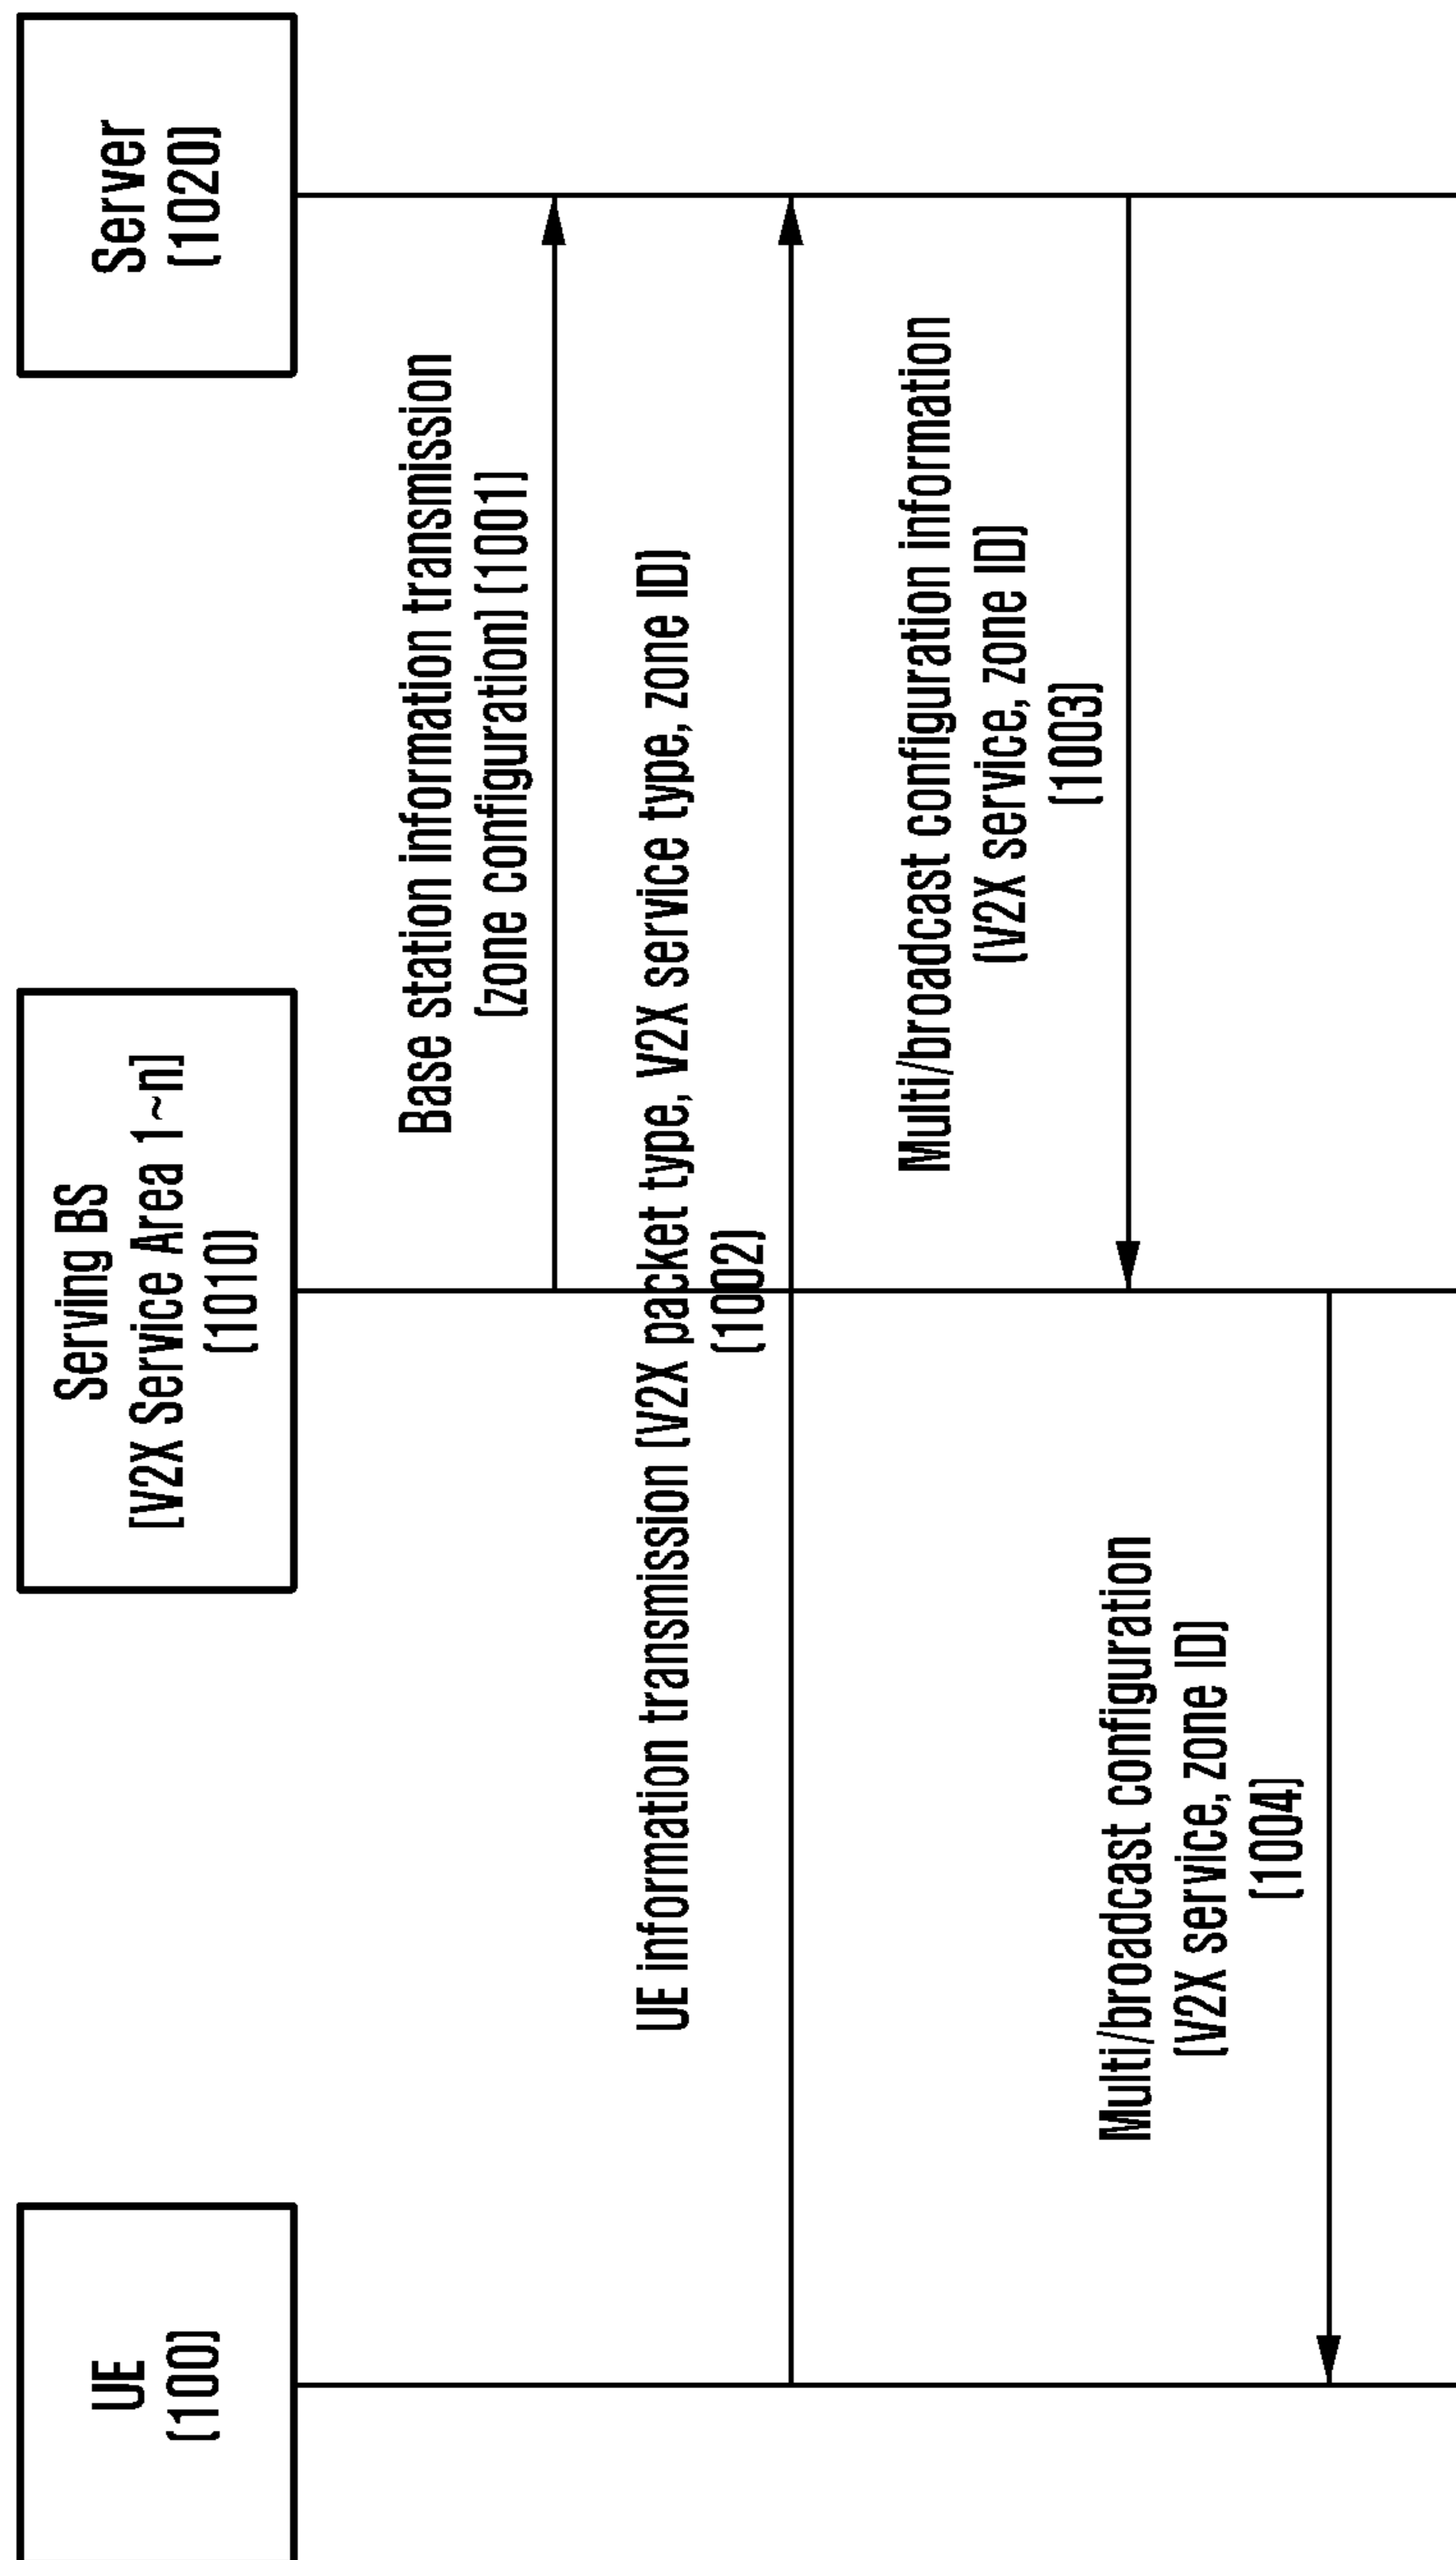 UE
(100)
Serving BS
[V2X Service Area 1~n]
(1010)
Server
(1020)
Base station information transmission
(zone configuration) (1001)
UE information transmission (V2X packet type, V2X service type, zone ID)
(1002)
Multi/broadcast configuration information
(V2X service, zone ID)
(1003)
Multi/broadcast configuration
(V2X service, zone ID)
(1004)